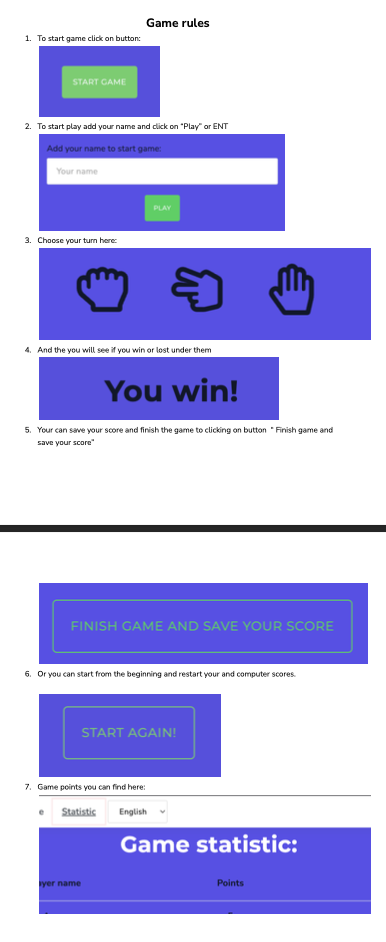 Game rules
1. To start game click on button:
START GAME
2. To start play add your name and click on “Play” or ENT
Add your name to start game:
Your name
PLAY
3. Choose your turn here:
4. And the you will see if you win or lost under them
You win!
5. Your can save your score and finish the game to clicking on button “ Finish game and
save your score”
FINISH GAME AND SAVE YOUR SCORE
6. Or you can start from the beginning and restart your and computer scores.
START AGAIN!
7. Game points you can find here:
e Statistic English
Game statistic:
yer name Points